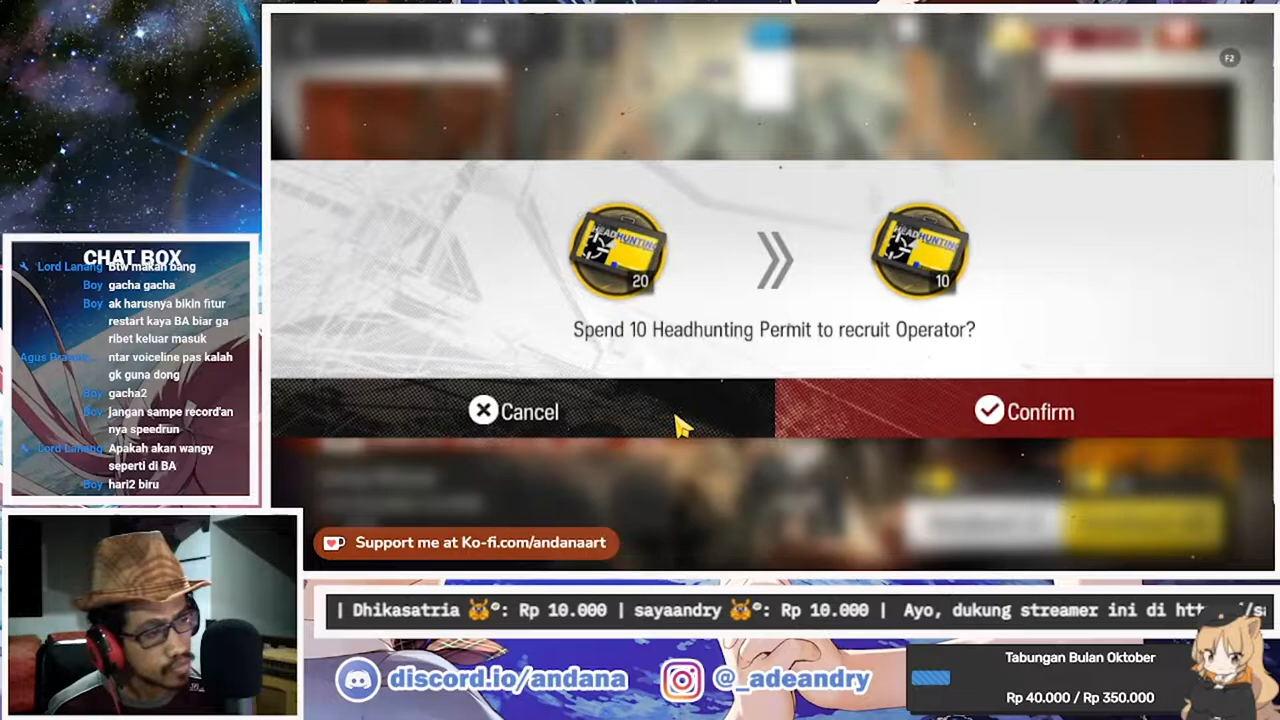 F2
HEADHUNTING
20
HEADHUNTING
10
Spend 10 Headhunting Permit to recruit Operator?
Cancel
Confirm
CHAT BOX
Lord Lanang Btw makan bang
Boy gacha gacha
Boy ak harusnya bikin fitur
restart kaya BA biar ga
ribet keluar masuk
Agus ntar voiceline pas kalah
gk guna dong
Boy gacha2
Boy jangan sampe record'an
nya speedrun
Lord Lanang Apakah akan wangy
seperti di BA
Boy hari2 biru
Support me at Ko-fi.com/andanaart
| Dhikasatria : Rp 10.000 | sayaandry : Rp 10.000 | Ayo, dukung streamer ini di
discord.io/andana
@_adeandry
Tabungan Bulan Oktober
Rp 40.000 / Rp 350.000